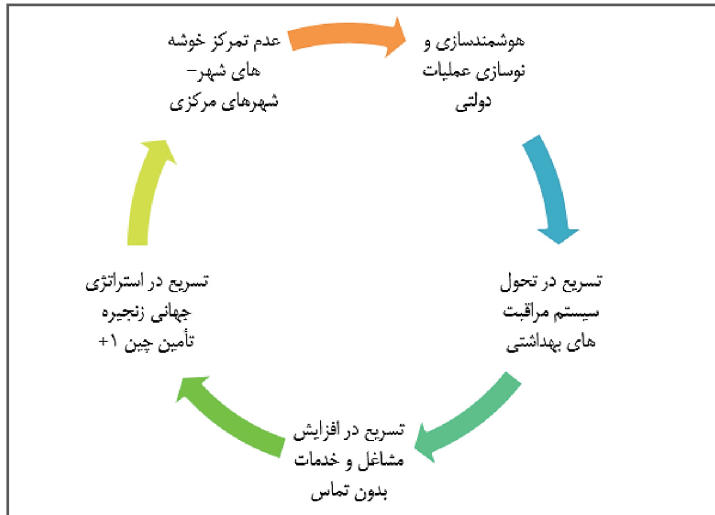 هوشمندسازی و
نوسازی عملیات
دولتی
تسریع در تحول
سیستم مراقبت
های بهداشتی
تسریع در افزایش
مشاغل و خدمات
بدون تماس
تسریع در استراتژی
جهانی زنجیره
تأمین چین ۱+
عدم تمرکز خوشه
های شهر-
شهرهای مرکزی